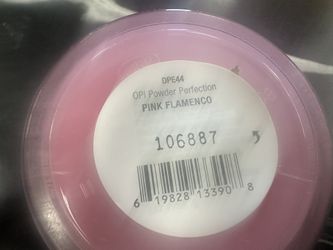 DPE44
OPI Powder Perfection
PINK FLAMENCO
106887
6 19828 13390 8